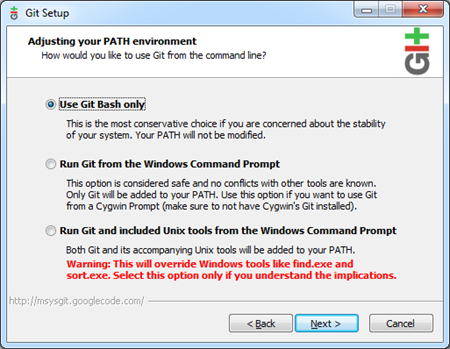 Git Setup
Adjusting your PATH environment
How would you like to use Git from the command line?
Git
Use Git Bash only
This is the most conservative choice if you are concerned about the stability
of your system. Your PATH will not be modified.
Run Git from the Windows Command Prompt
This option is considered safe and no conflicts with other tools are known.
Only Git will be added to your PATH. Use this option if you want to use Git
from a Cygwin Prompt (make sure to not have Cygwin's Git installed).
Run Git and included Unix tools from the Windows Command Prompt
Both Git and its accompanying Unix tools will be added to your PATH.
Warning: This will override Windows tools like find.exe and
sort.exe. Select this option only if you understand the implications.
http://msysgit.googlecode.com/
< Back Next > Cancel